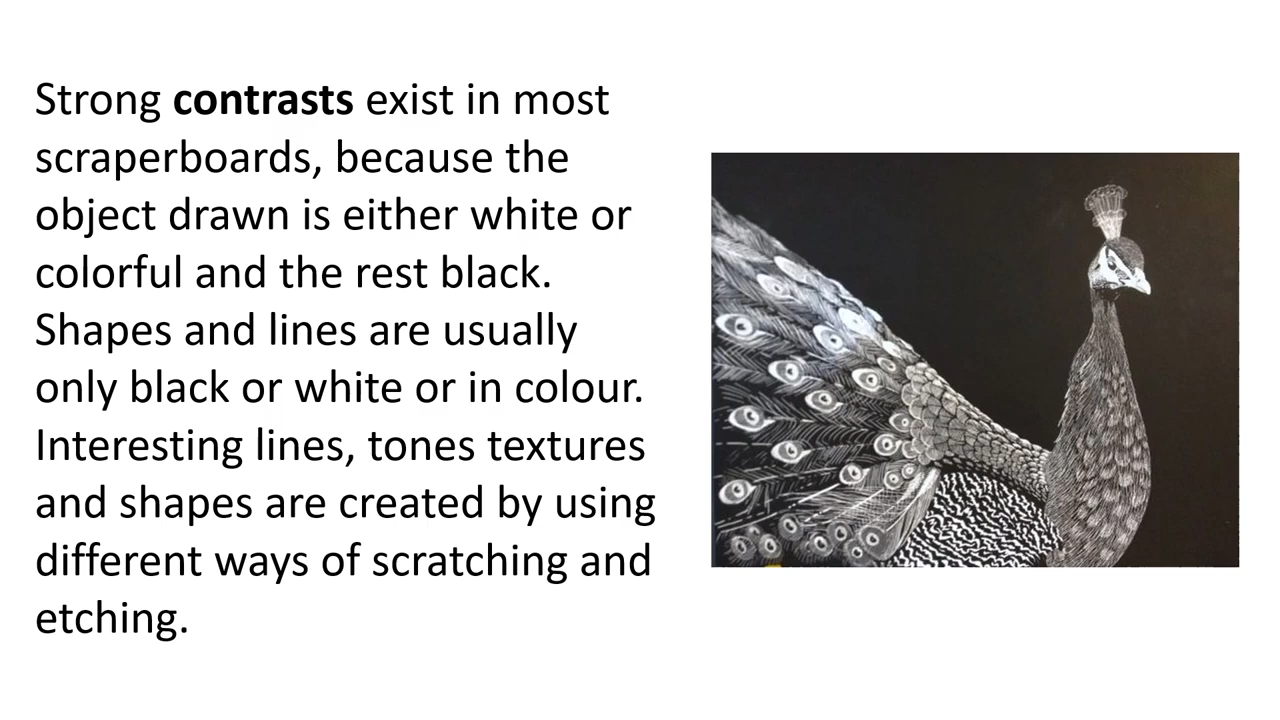 Strong contrasts exist in most
scraperboards, because the
object drawn is either white or
colorful and the rest black.
Shapes and lines are usually
only black or white or in colour.
Interesting lines, tones textures
and shapes are created by using
different ways of scratching and
etching.